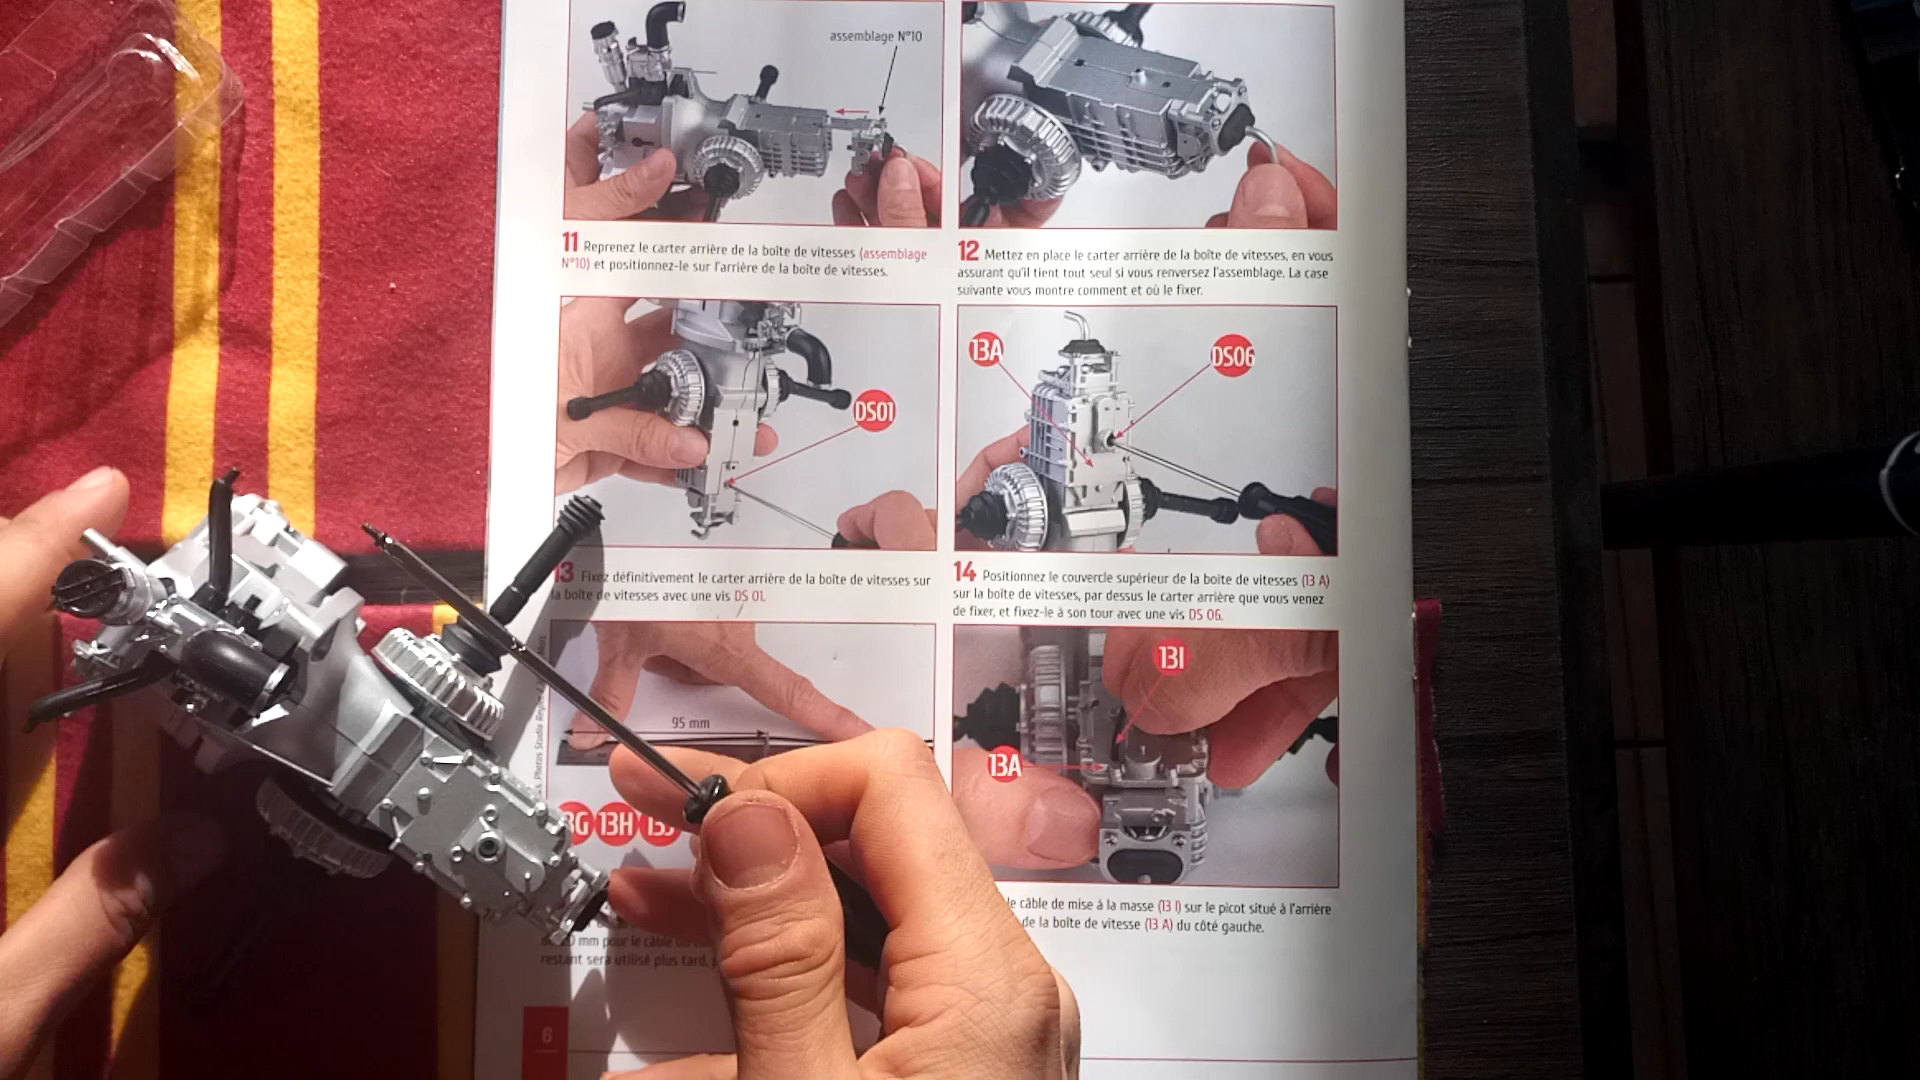 assemblage N°10
11 Reprenez le carter arrière de la boîte de vitesses (assemblage
N°10) et positionnez-le sur l'arrière de la boîte de vitesses.
12 Mettez en place le carter arrière de la boîte de vitesses, en vous
assurant qu'il tient tout seul si vous renversez l'assemblage. La case
suivante vous montre comment et où le fixer.
DS01
13A
DS06
13 Fixez définitivement le carter arrière de la boîte de vitesses sur
la boîte de vitesses avec une vis DS 01.
14 Positionnez le couvercle supérieur de la boîte de vitesses (13 A)
sur la boîte de vitesses, par dessus le carter arrière que vous venez
de fixer, et fixez-le à son tour avec une vis DS 06.
95 mm
13H
13I
13A
le câble de mise à la masse (13 I) sur le picot situé à l'arrière
de la boîte de vitesse (13 A) du côté gauche.
mm pour le câble
restant sera utilisé plus tard,
Photos Studio
6